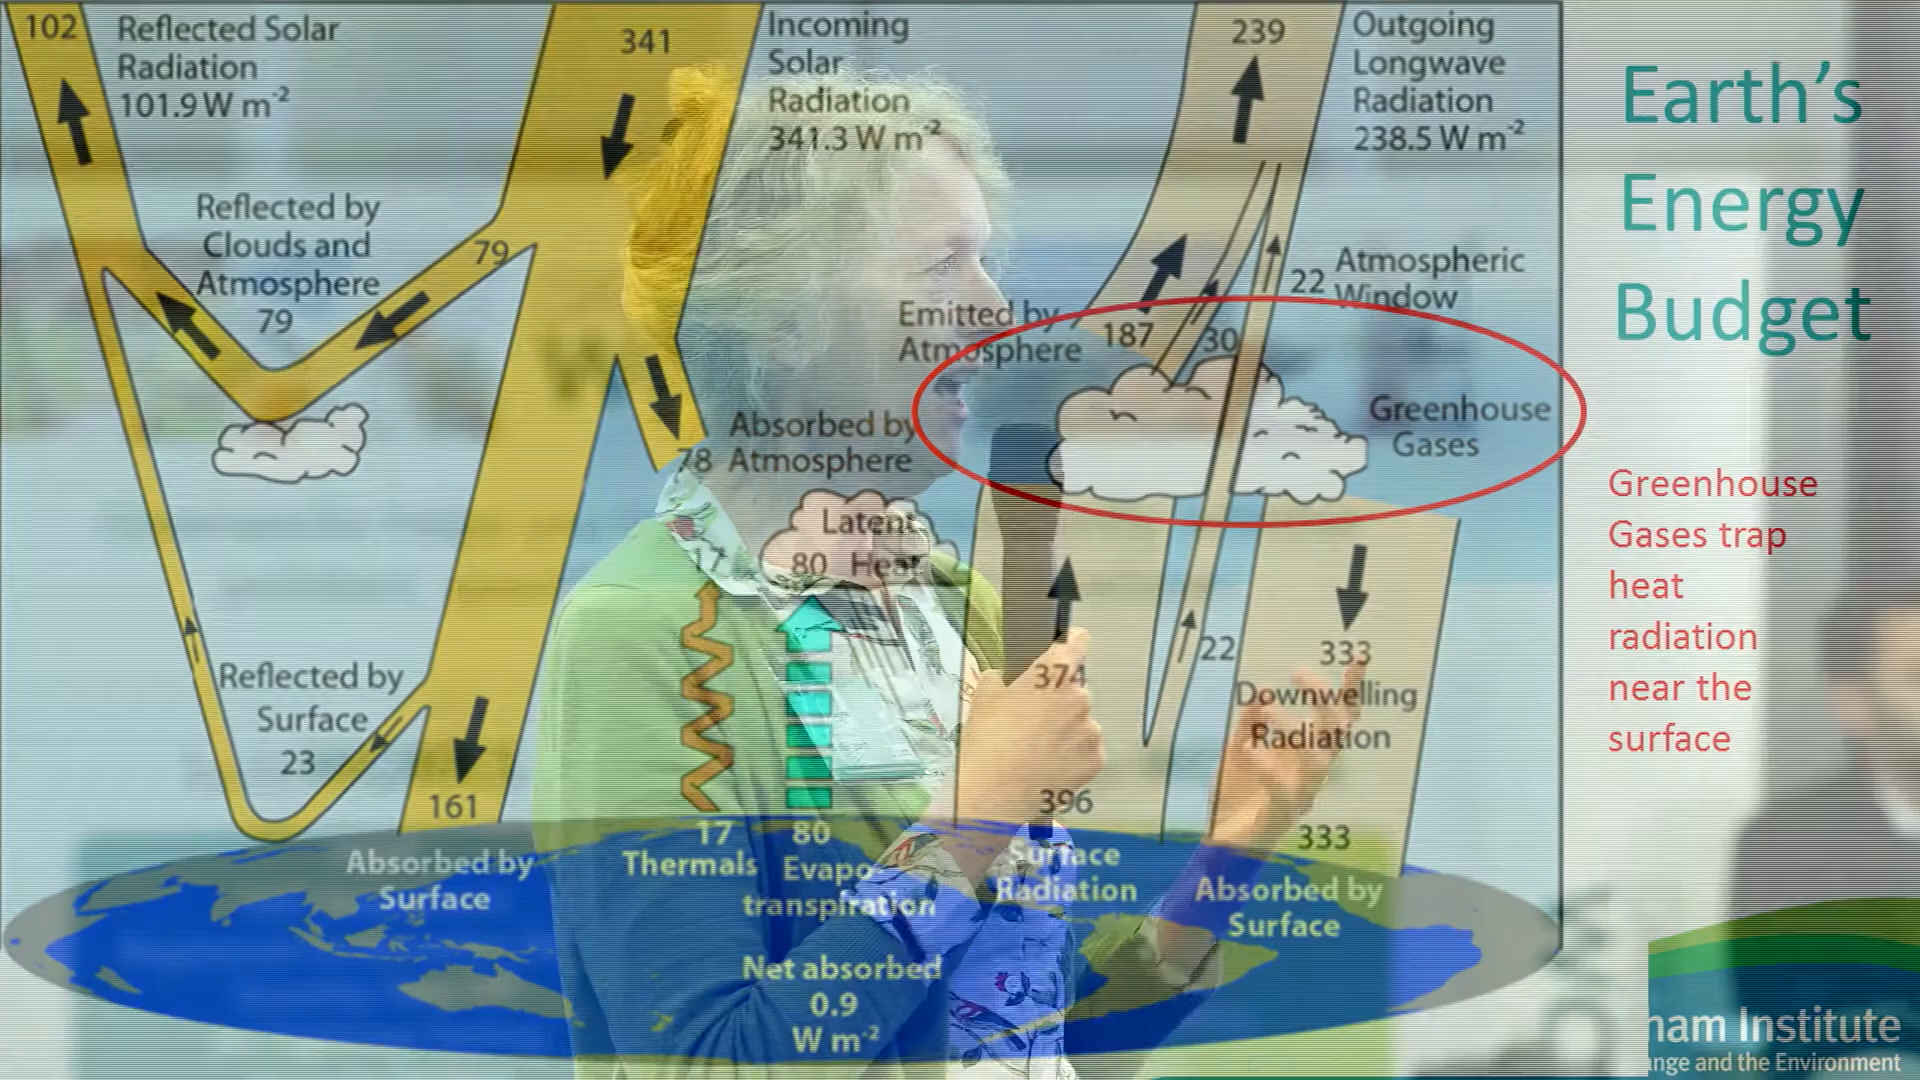 102
Reflected Solar
Radiation
101.9 W m-2
341
Incoming
Solar
Radiation
341.3 W m-2
239
Outgoing
Longwave
Radiation
238.5 W m-2
Earth's
Energy
Budget
Reflected by
Clouds and
Atmosphere
79
79
Emitted by
Atmosphere
187
30
22
Atmospheric
Window
Greenhouse
Gases
Absorbed by
Atmosphere
78
Latent
80 Heat
17
Greenhouse
Gases trap
heat
radiation
near the
surface
Reflected by
Surface
23
161
374
22
333
Downwelling
Radiation
396
333
Absorbed by
Surface
17
Thermals
80
Evapo-
transpiration
Surface
Radiation
Absorbed by
Surface
Net absorbed
0.9
W m-2
Institute
and the Environment